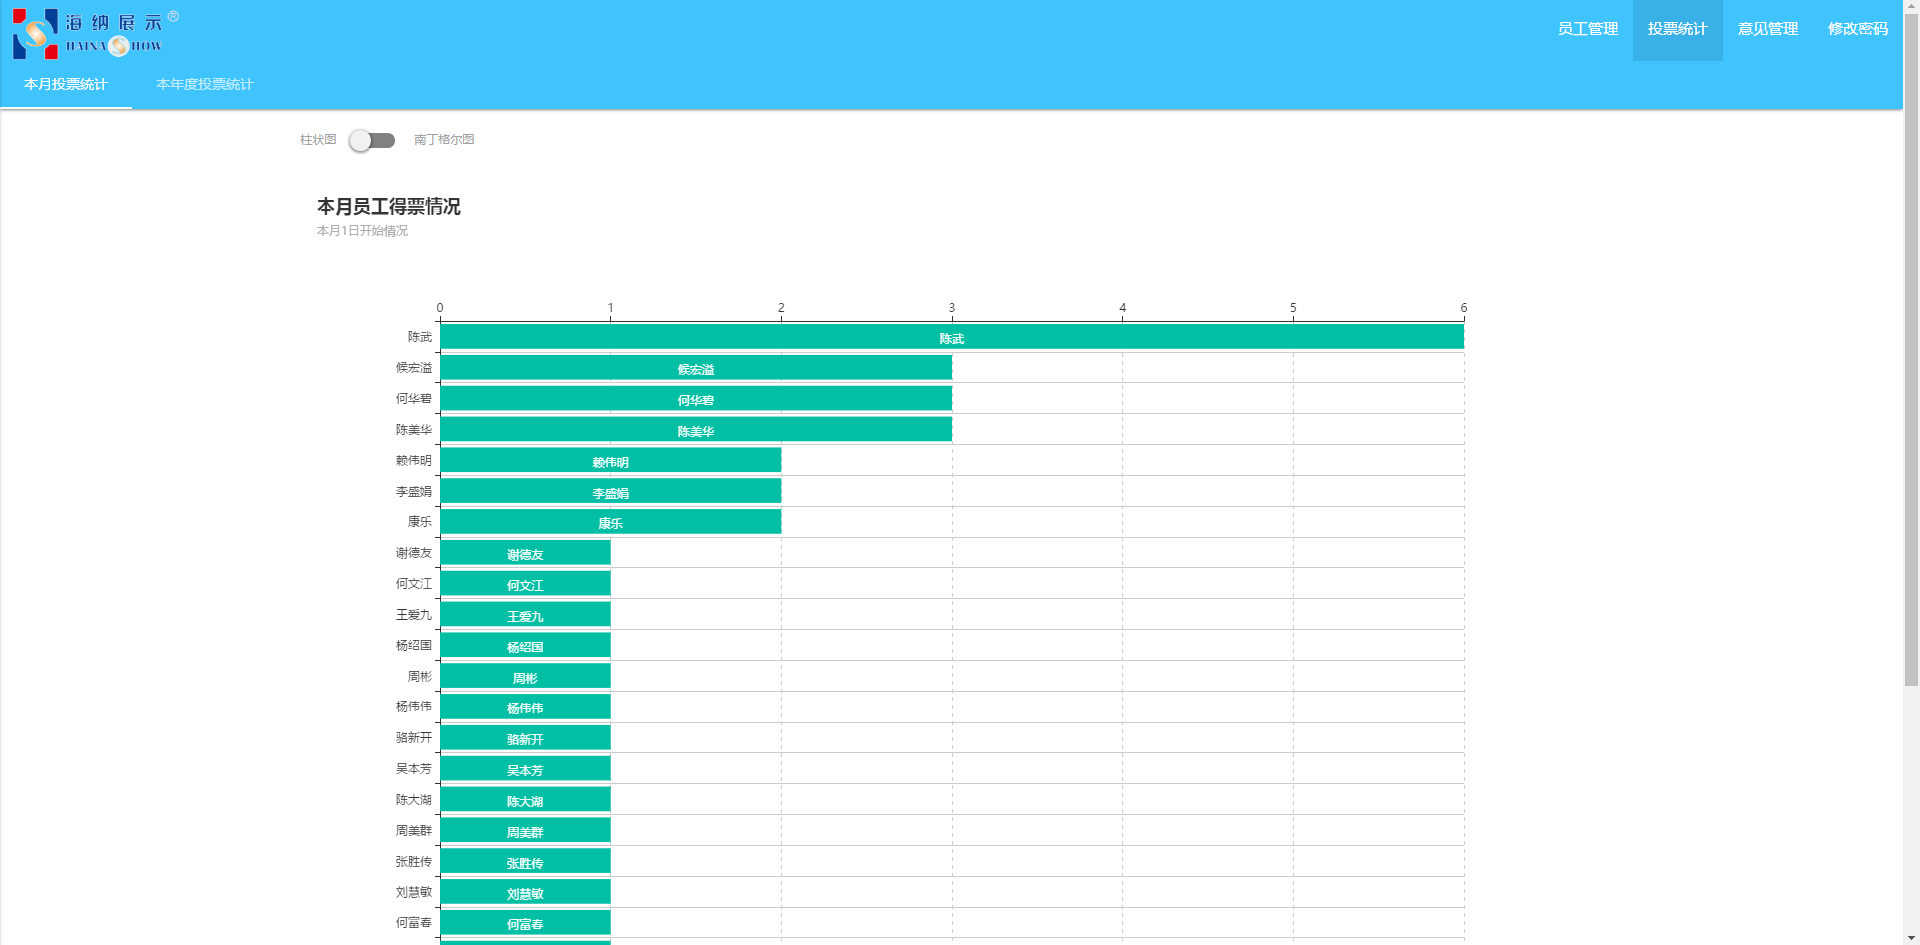 海纳展示®
HAINA SHOW
员工管理 投票统计 意见管理 修改密码
本月投票统计 本年度投票统计
柱状图 南丁格尔图
本月员工得票情况
本月1日开始情况
0 1 2 3 4 5 6
陈武 陈武
候宏溢 候宏溢
何华碧 何华碧
陈美华 陈美华
赖伟明 赖伟明
李盛娟 李盛娟
康乐 康乐
谢德友 谢德友
何文江 何文江
王爱九 王爱九
杨绍国 杨绍国
周彬 周彬
杨伟伟 杨伟伟
骆新开 骆新开
吴本芳 吴本芳
陈大湖 陈大湖
周美群 周美群
张胜传 张胜传
刘慧敏 刘慧敏
何富春 何富春